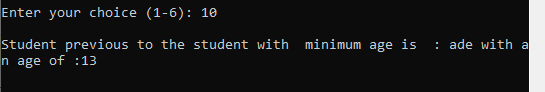 Enter your choice (1-6): 10
Student previous to the student with  minimum age is  : ade with a
n age of :13